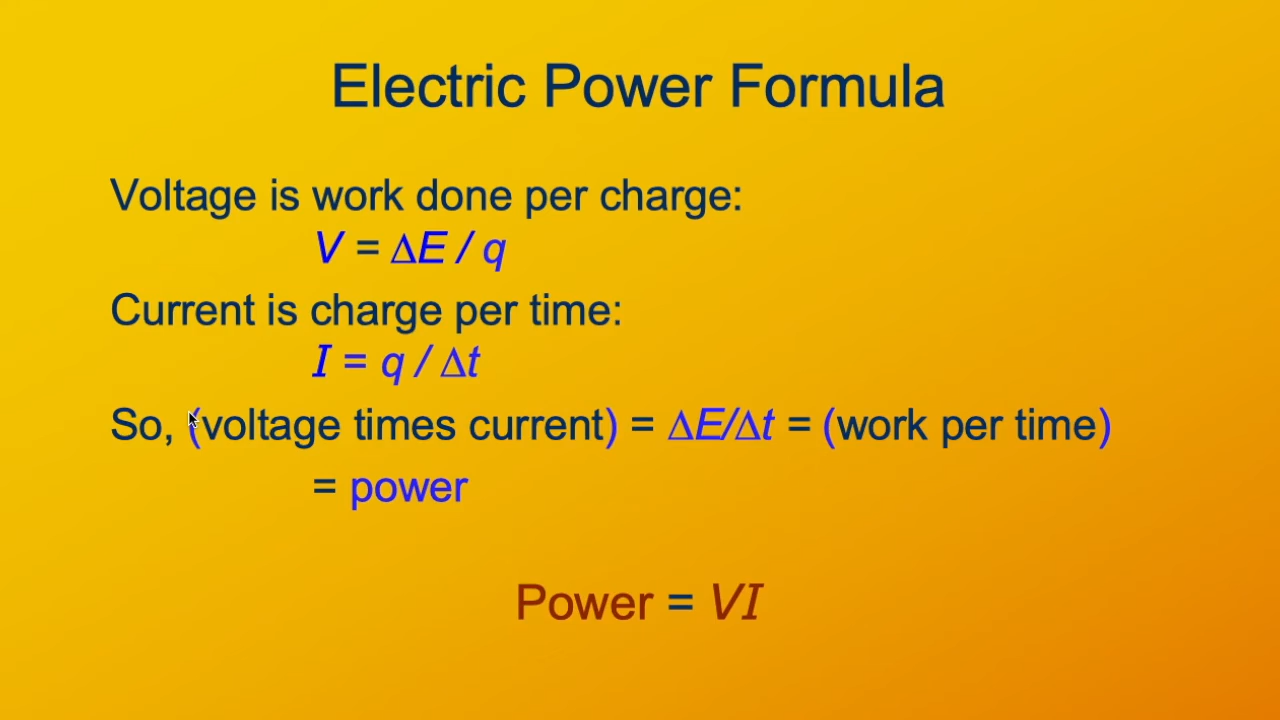 Electric Power Formula
Voltage is work done per charge:
V = ΔE / q
Current is charge per time:
I = q / Δt
So, (voltage times current) = ΔE/Δt = (work per time)
= power
Power = VI